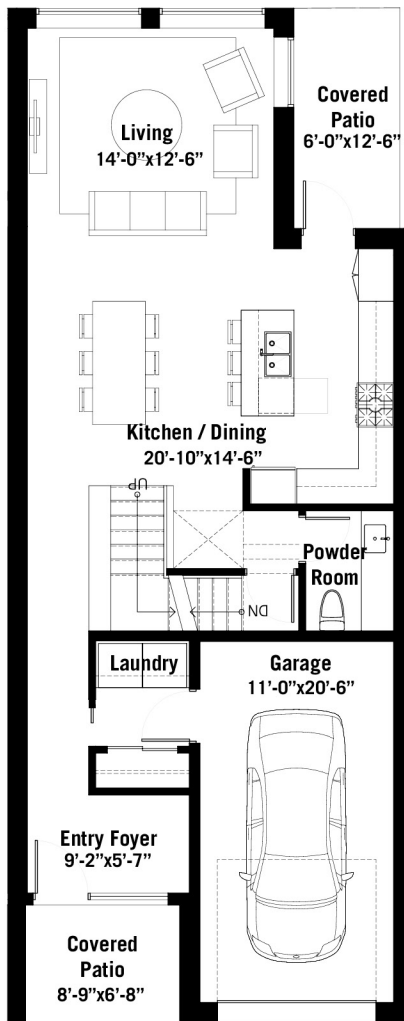 Living
14’-0”x12’-6”
Covered
Patio
6’-0”x12’-6”
Kitchen / Dining
20’-10”x14’-6”
UP
DN
Powder
Room
Laundry
Garage
11’-0”x20’-6”
Entry Foyer
9’-2”x5’-7”
Covered
Patio
8’-9”x6’-8”